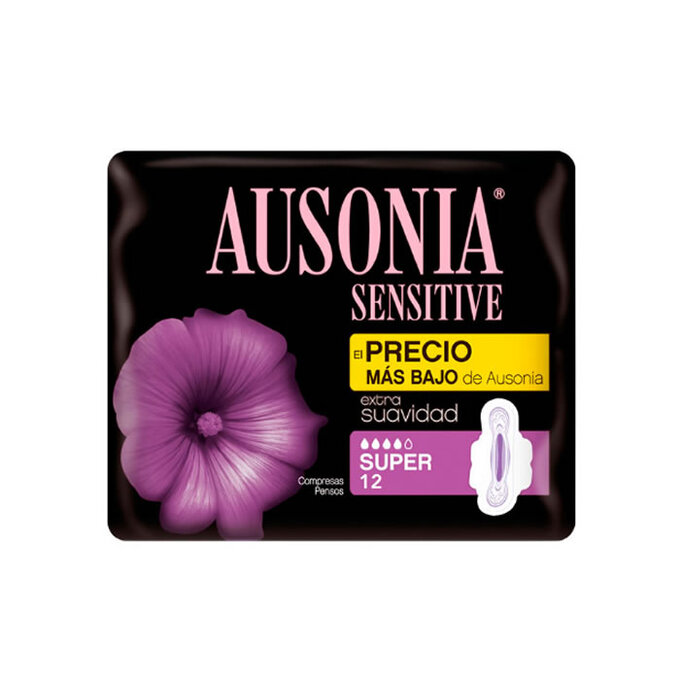 AUSONIA®
SENSITIVE
El PRECIO
MÁS BAJO de Ausonia
extra
suavidad
SUPER
12
Compresas
Pensos